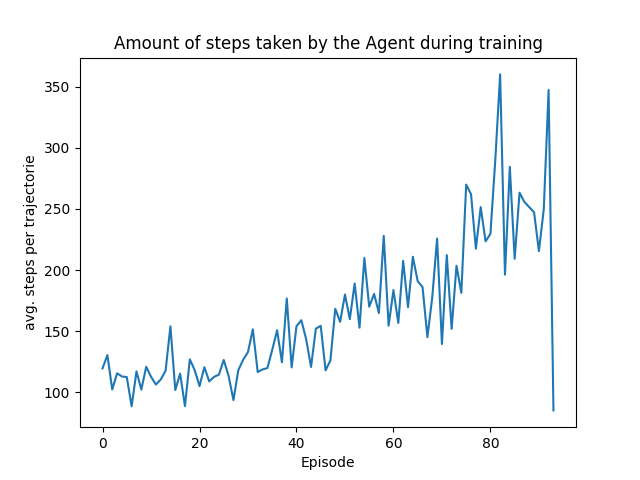 Amount of steps taken by the Agent during training
avg. steps per trajectorie
350
300
250
200
150
100
0 20 40 60 80
Episode